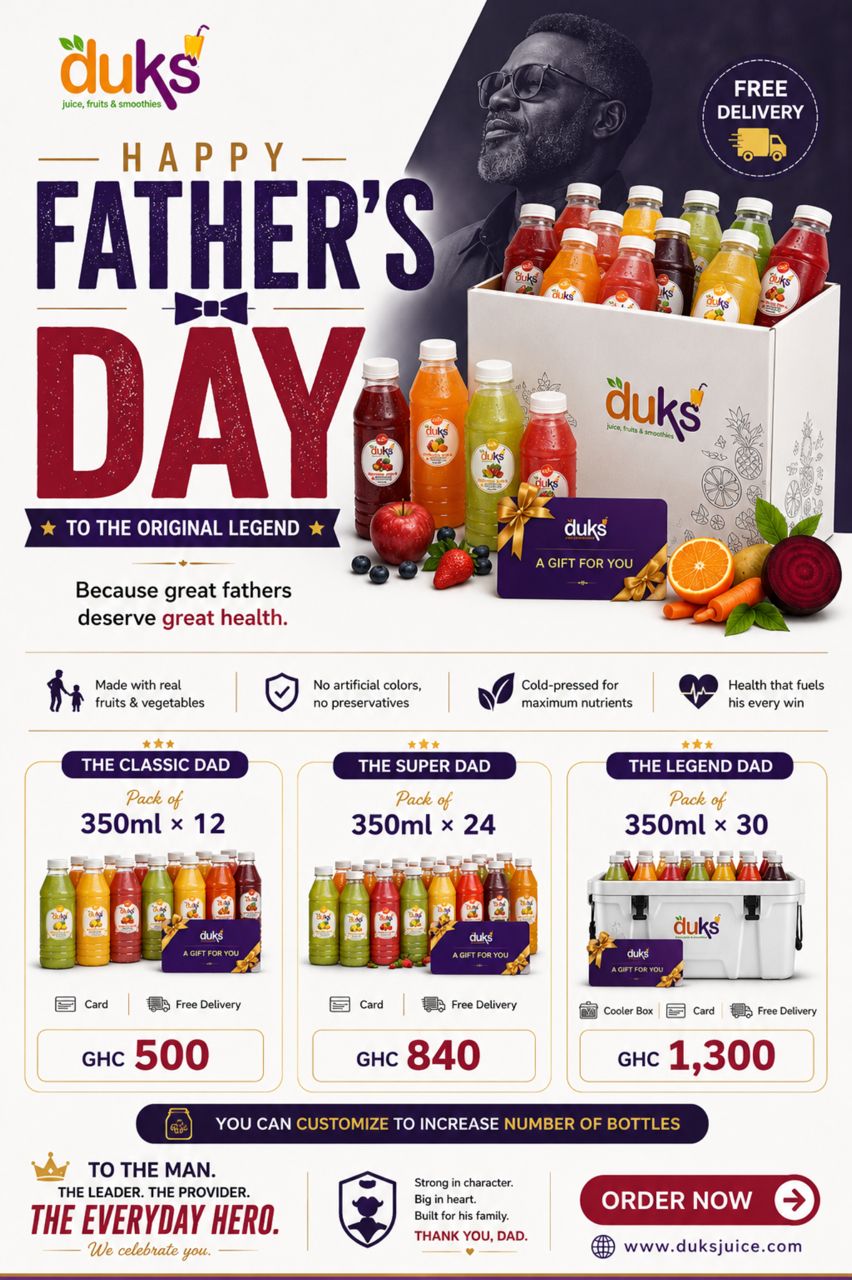 duks
juice, fruits & smoothies
FREE
DELIVERY
HAPPY
FATHER'S
DAY
TO THE ORIGINAL LEGEND
Because great fathers
deserve great health.
duks
juice, fruits & smoothies
duks
duks
duks
duks
duks
A GIFT FOR YOU
Made with real
fruits & vegetables
No artificial colors,
no preservatives
Cold-pressed for
maximum nutrients
Health that fuels
his every win
THE CLASSIC DAD
Pack of
350ml × 12
duks
A GIFT FOR YOU
Card
Free Delivery
GHC 500
THE SUPER DAD
Pack of
350ml × 24
duks
A GIFT FOR YOU
Card
Free Delivery
GHC 840
THE LEGEND DAD
Pack of
350ml × 30
duks
duks
A GIFT FOR YOU
Cooler Box
Card
Free Delivery
GHC 1,300
YOU CAN CUSTOMIZE TO INCREASE NUMBER OF BOTTLES
TO THE MAN.
THE LEADER. THE PROVIDER.
THE EVERYDAY HERO.
We celebrate you.
Strong in character.
Big in heart.
Built for his family.
THANK YOU, DAD.
ORDER NOW
www.duksjuice.com